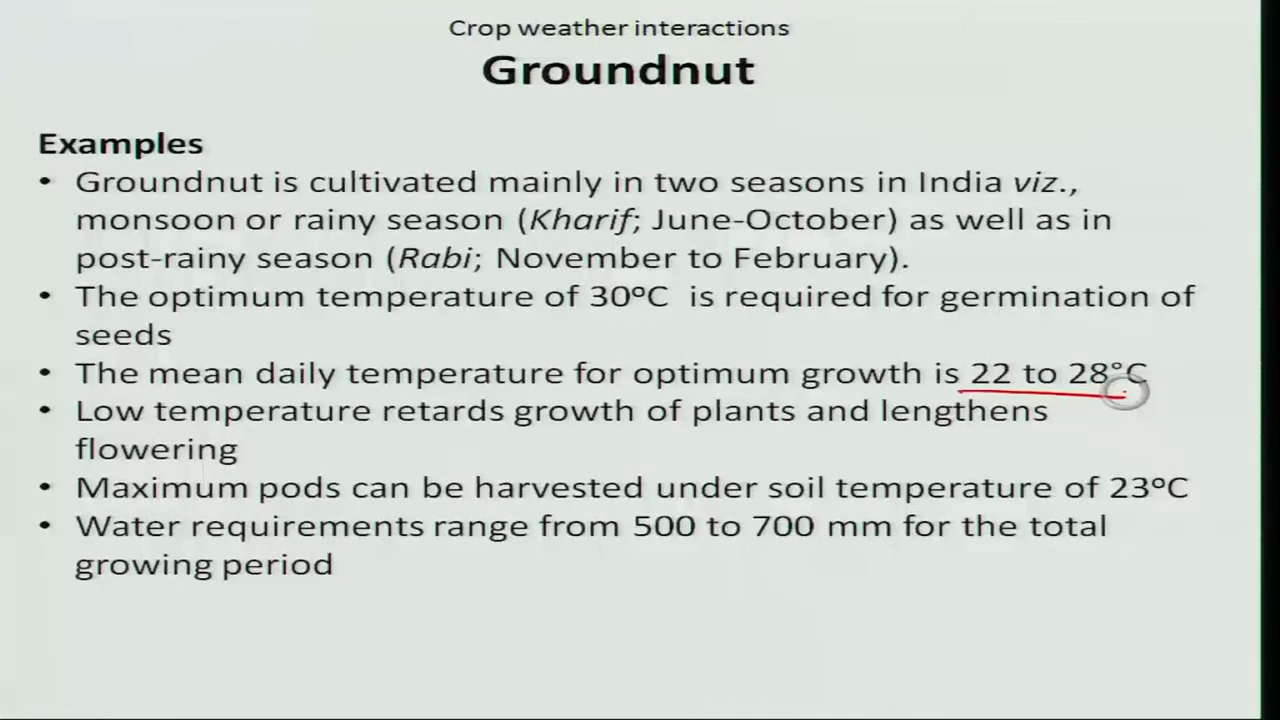 Crop weather interactions
Groundnut
Examples
• Groundnut is cultivated mainly in two seasons in India viz.,
monsoon or rainy season (Kharif; June-October) as well as in
post-rainy season (Rabi; November to February).
• The optimum temperature of 30ºC is required for germination of
seeds
• The mean daily temperature for optimum growth is 22 to 28°C
• Low temperature retards growth of plants and lengthens
flowering
• Maximum pods can be harvested under soil temperature of 23ºC
• Water requirements range from 500 to 700 mm for the total
growing period